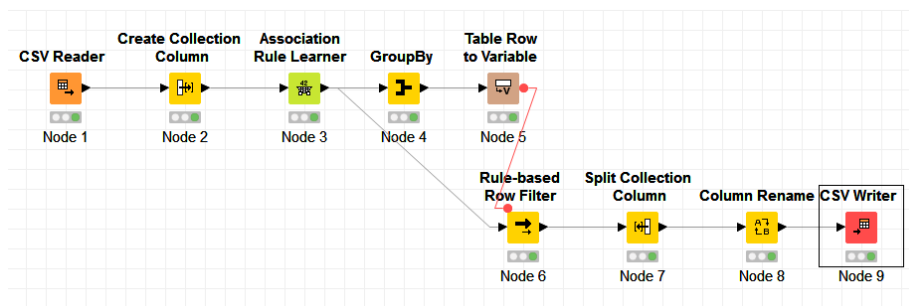 CSV Reader
Create Collection
Column
Association
Rule Learner
GroupBy
Table Row
to Variable
Node 1
Node 2
Node 3
Node 4
Node 5
Rule-based
Row Filter
Split Collection
Column
Column Rename
CSV Writer
Node 6
Node 7
Node 8
Node 9